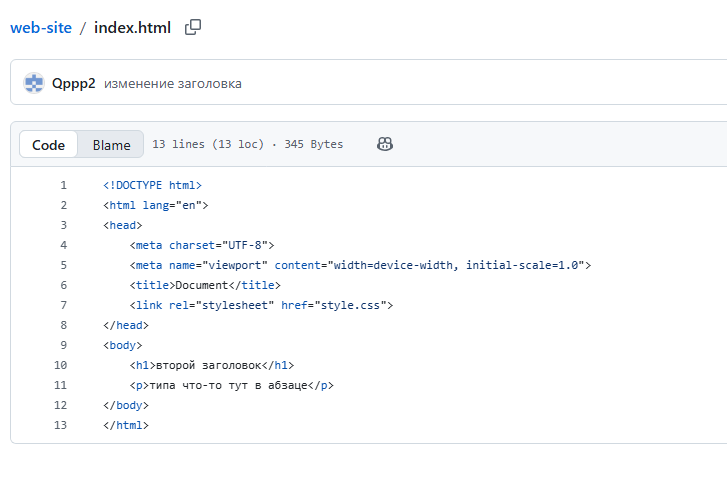 web-site / index.html
Qppp2 изменение заголовка
Code Blame 13 lines (13 loc) · 345 Bytes
1 <!DOCTYPE html>
2 <html lang="en">
3 <head>
4 <meta charset="UTF-8">
5 <meta name="viewport" content="width=device-width, initial-scale=1.0">
6 <title>Document</title>
7 <link rel="stylesheet" href="style.css">
8 </head>
9 <body>
10 <h1>второй заголовок</h1>
11 <p>типа что-то тут в абзаце</p>
12 </body>
13 </html>